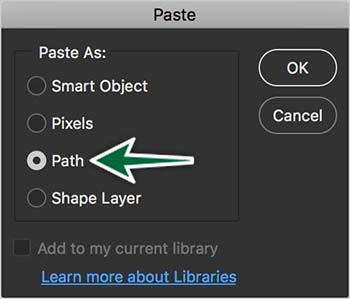 Paste
Paste As:
Smart Object
Pixels
Path
Shape Layer
OK
Cancel
Add to my current library
Learn more about Libraries